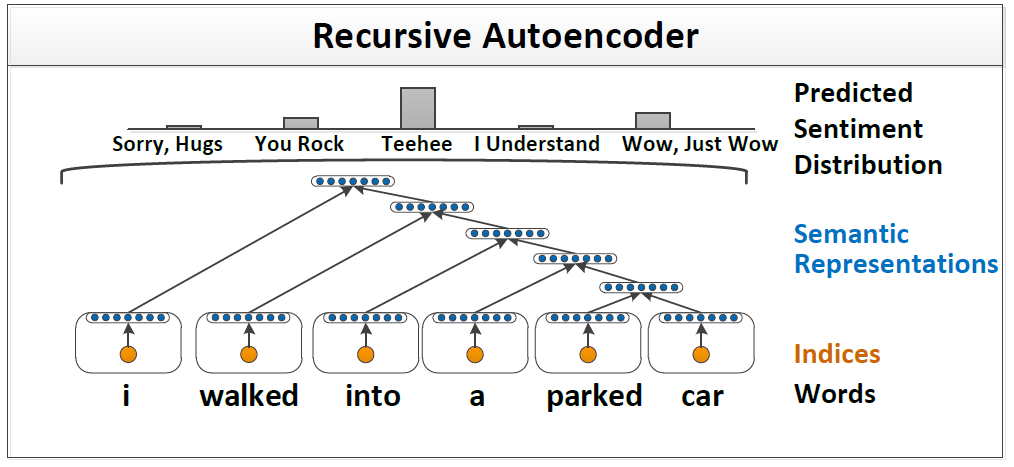 Recursive Autoencoder
Predicted
Sentiment
Distribution
Sorry, Hugs You Rock Teehee I Understand Wow, Just Wow
Semantic
Representations
Indices
i walked into a parked car Words